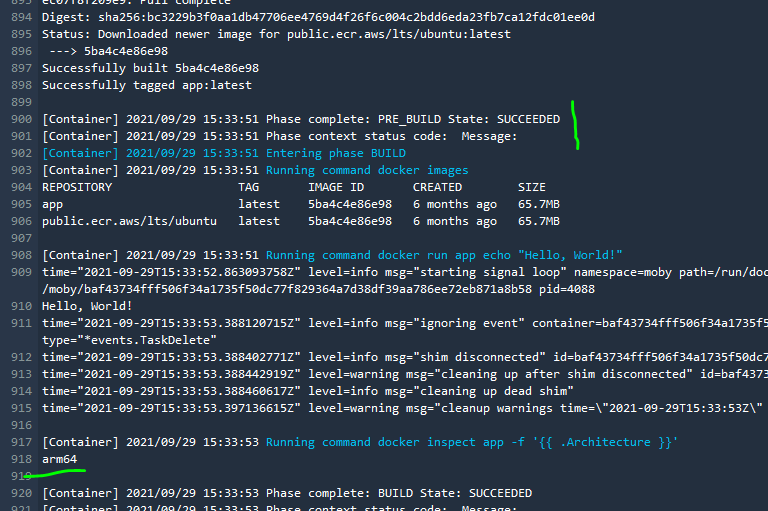 893 ec07f8f209e9: Pull complete
894 Digest: sha256:bc3229b3f0aa1db47706ee4769d4f26f6c004c2bdd6eda23fb7ca12fdc01ee0d
895 Status: Downloaded newer image for public.ecr.aws/lts/ubuntu:latest
896  ---> 5ba4c4e86e98
897 Successfully built 5ba4c4e86e98
898 Successfully tagged app:latest
899
900 [Container] 2021/09/29 15:33:51 Phase complete: PRE_BUILD State: SUCCEEDED
901 [Container] 2021/09/29 15:33:51 Phase context status code:  Message:
902 [Container] 2021/09/29 15:33:51 Entering phase BUILD
903 [Container] 2021/09/29 15:33:51 Running command docker images
904 REPOSITORY TAG IMAGE ID CREATED SIZE
905 app latest 5ba4c4e86e98 6 months ago 65.7MB
906 public.ecr.aws/lts/ubuntu latest 5ba4c4e86e98 6 months ago 65.7MB
907
908 [Container] 2021/09/29 15:33:51 Running command docker run app echo "Hello, World!"
909 time="2021-09-29T15:33:52.863093758Z" level=info msg="starting signal loop" namespace=moby path=/run/doc
/moby/baf43734fff506f34a1735f50dc77f829364a7d38df39aa786ee72eb871a8b58 pid=4088
910 Hello, World!
911 time="2021-09-29T15:33:53.388120715Z" level=info msg="ignoring event" container=baf43734fff506f34a1735f5
type="*events.TaskDelete"
912 time="2021-09-29T15:33:53.388402771Z" level=info msg="shim disconnected" id=baf43734fff506f34a1735f50dc7
913 time="2021-09-29T15:33:53.388442919Z" level=warning msg="cleaning up after shim disconnected" id=baf4373
914 time="2021-09-29T15:33:53.388460617Z" level=info msg="cleaning up dead shim"
915 time="2021-09-29T15:33:53.397136615Z" level=warning msg="cleanup warnings time=\"2021-09-29T15:33:53Z\"
916
917 [Container] 2021/09/29 15:33:53 Running command docker inspect app -f '{{ .Architecture }}'
918 arm64
919
920 [Container] 2021/09/29 15:33:53 Phase complete: BUILD State: SUCCEEDED
921 [Container] 2021/09/29 15:33:53 Phase context status code:  Message: